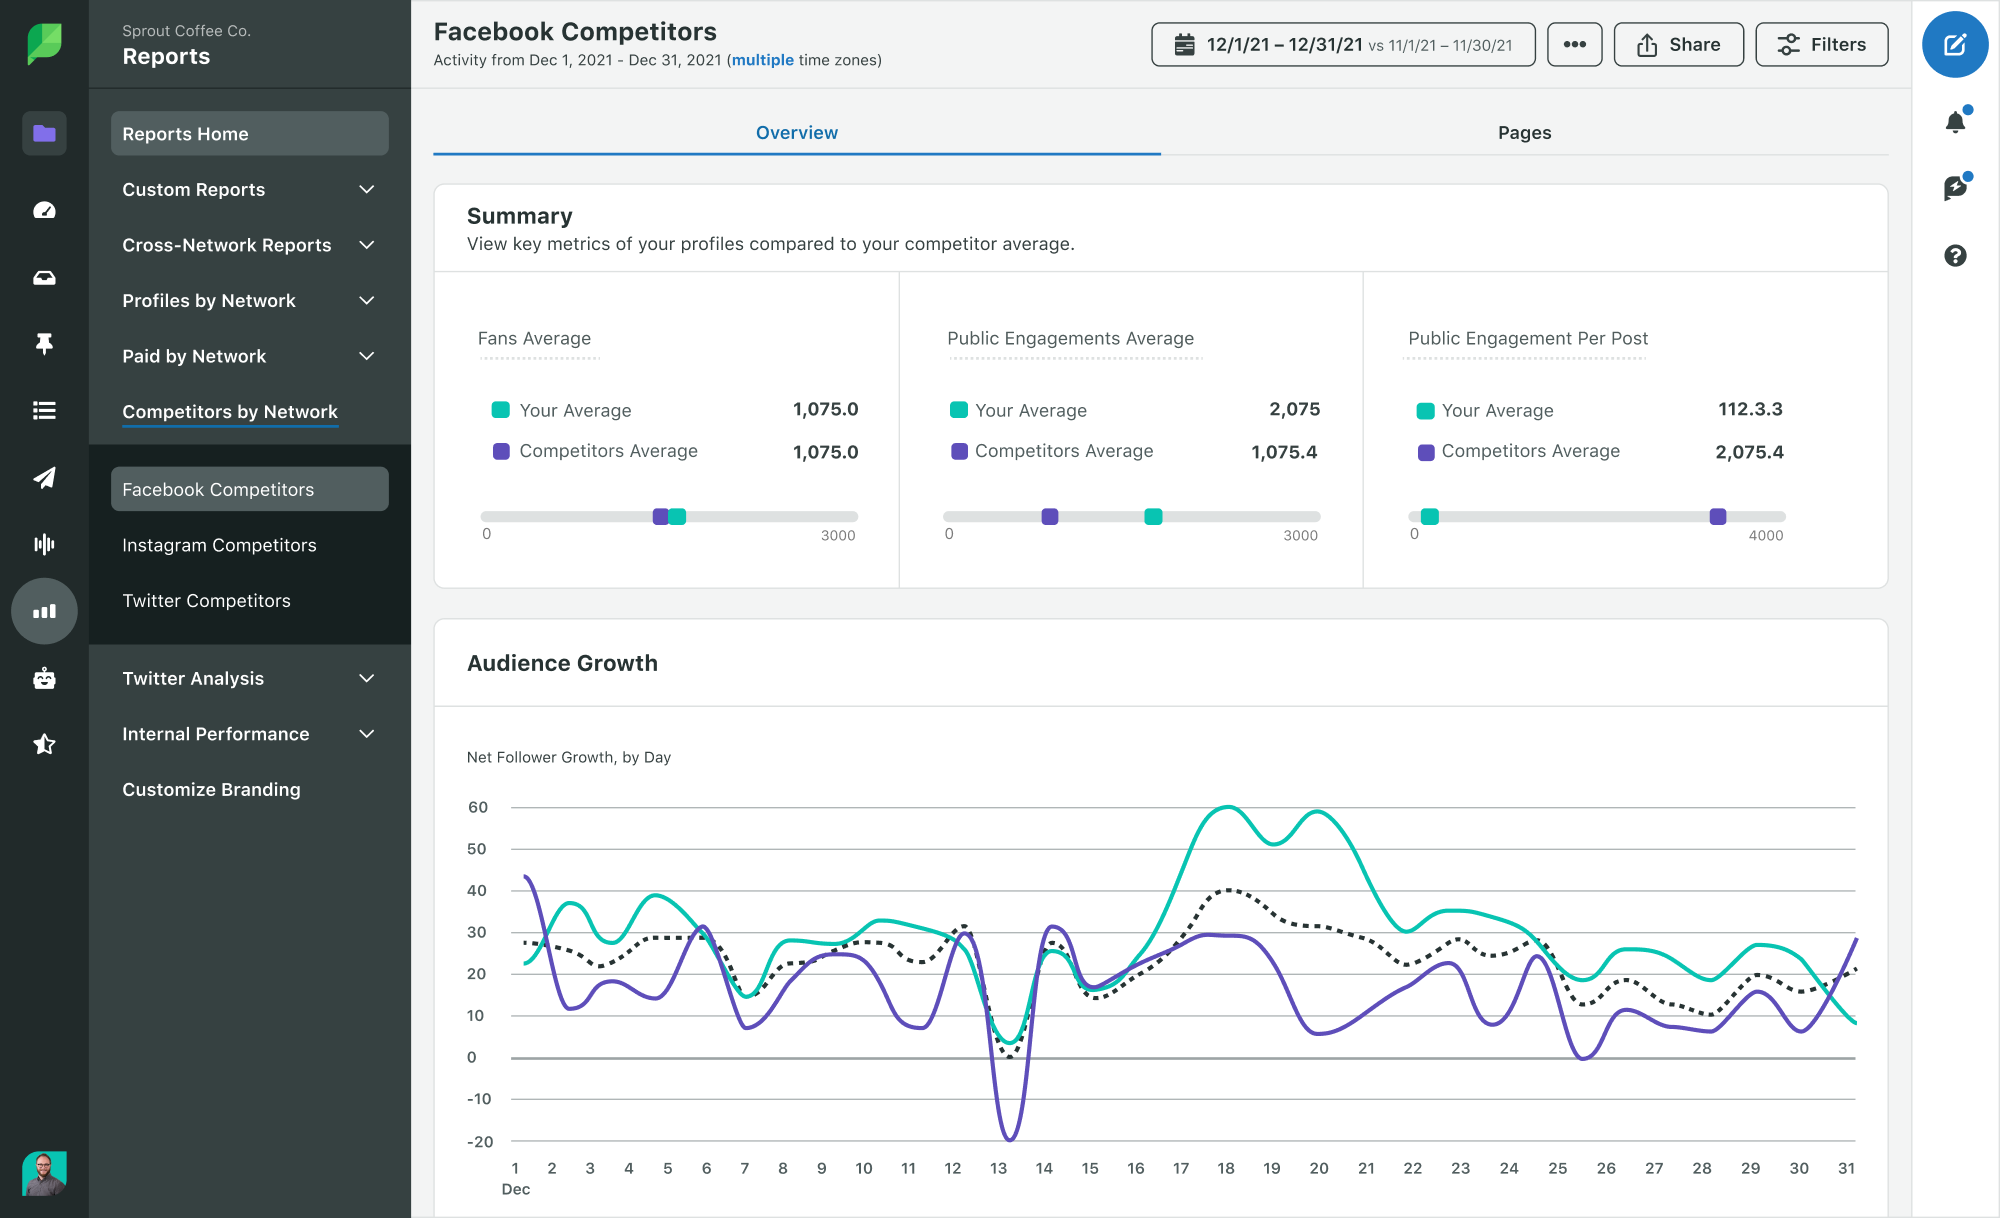 Sprout Coffee Co.
Reports
Reports Home
Custom Reports
Cross-Network Reports
Profiles by Network
Paid by Network
Competitors by Network
Facebook Competitors
Instagram Competitors
Twitter Competitors
Twitter Analysis
Internal Performance
Customize Branding
Facebook Competitors
Activity from Dec 1, 2021 - Dec 31, 2021 (multiple time zones)
12/1/21 – 12/31/21 vs 11/1/21 – 11/30/21
Share
Filters
Overview
Pages
Summary
View key metrics of your profiles compared to your competitor average.
Fans Average
Your Average 1,075.0
Competitors Average 1,075.0
0 3000
Public Engagements Average
Your Average 2,075
Competitors Average 1,075.4
0 3000
Public Engagement Per Post
Your Average 112.3.3
Competitors Average 2,075.4
0 4000
Audience Growth
Net Follower Growth, by Day
60
50
40
30
20
10
0
-10
-20
1 2 3 4 5 6 7 8 9 10 11 12 13 14 15 16 17 18 19 20 21 22 23 24 25 26 27 28 29 30 31
Dec